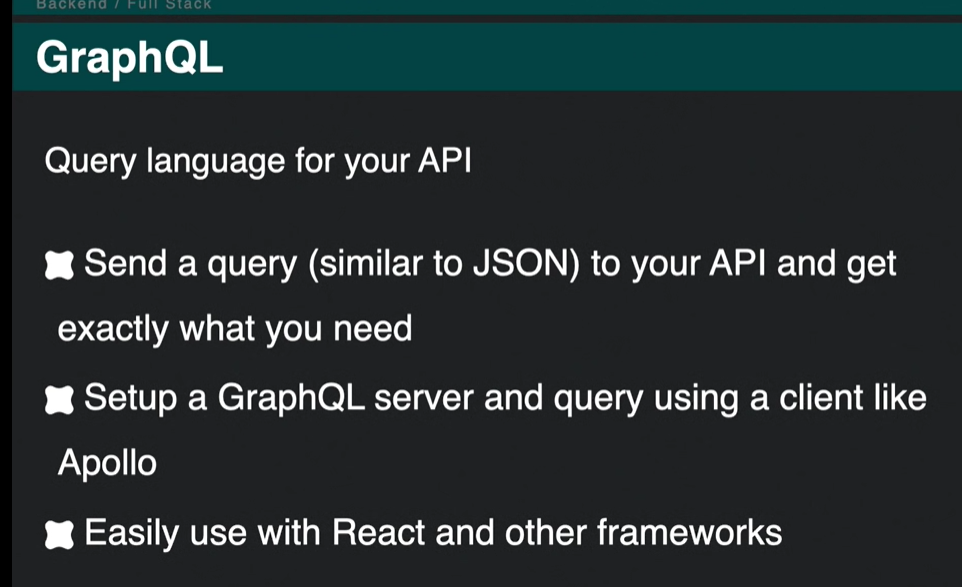 Backend / Full Stack
GraphQL
Query language for your API
Send a query (similar to JSON) to your API and get
exactly what you need
Setup a GraphQL server and query using a client like
Apollo
Easily use with React and other frameworks